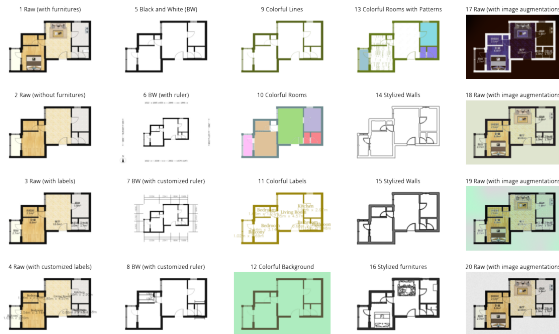 1 Raw (with furnitures)
5 Black and White (BW)
9 Colorful Lines
13 Colorful Rooms with Patterns
17 Raw (with image augmentations
2 Raw (without furnitures)
6 BW (with ruler)
10 Colorful Rooms
14 Stylized Walls
18 Raw (with image augmentations
3 Raw (with labels)
7 BW (with customized ruler)
11 Colorful Labels
15 Stylized Walls
19 Raw (with image augmentations
4 Raw (with customized labels)
8 BW (with customized ruler)
12 Colorful Background
16 Stylized furnitures
20 Raw (with image augmentations